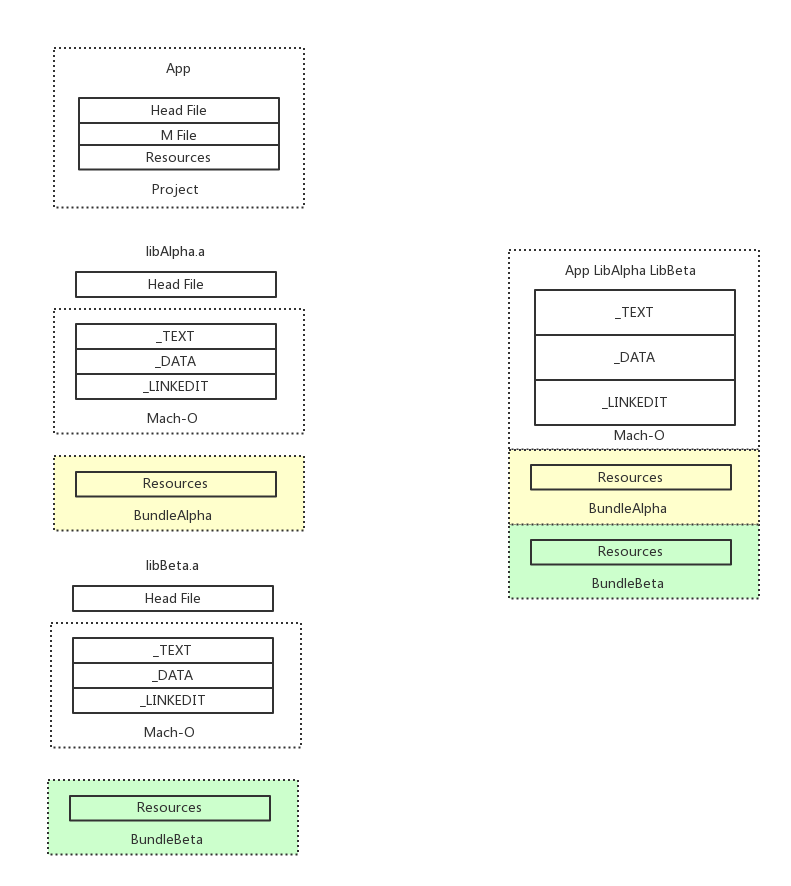 App
Head File
M File
Resources
Project
libAlpha.a
Head File
_TEXT
_DATA
_LINKEDIT
Mach-O
Resources
BundleAlpha
libBeta.a
Head File
_TEXT
_DATA
_LINKEDIT
Mach-O
Resources
BundleBeta
App LibAlpha LibBeta
_TEXT
_DATA
_LINKEDIT
Mach-O
Resources
BundleAlpha
Resources
BundleBeta